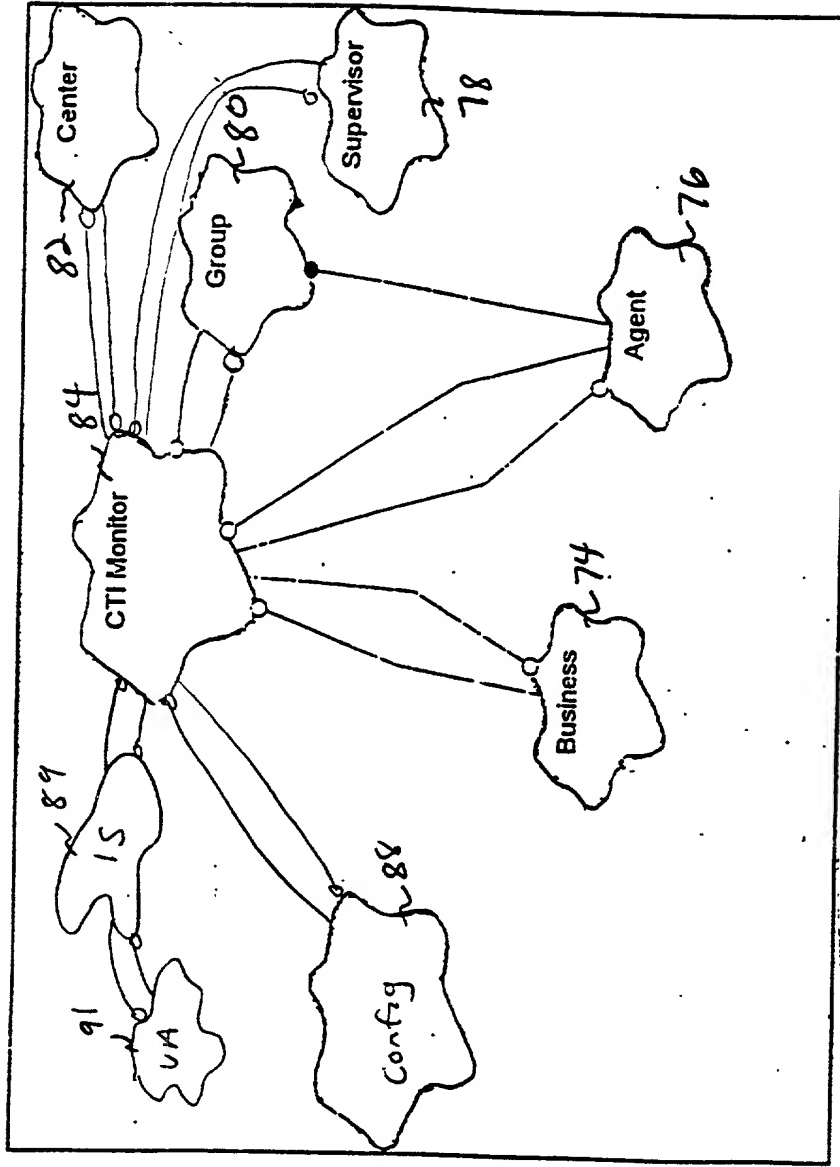 91
UA
89
IS
84
CTI Monitor
82
Center
Group
80
Supervisor
78
Config
88
Business
74
Agent
76